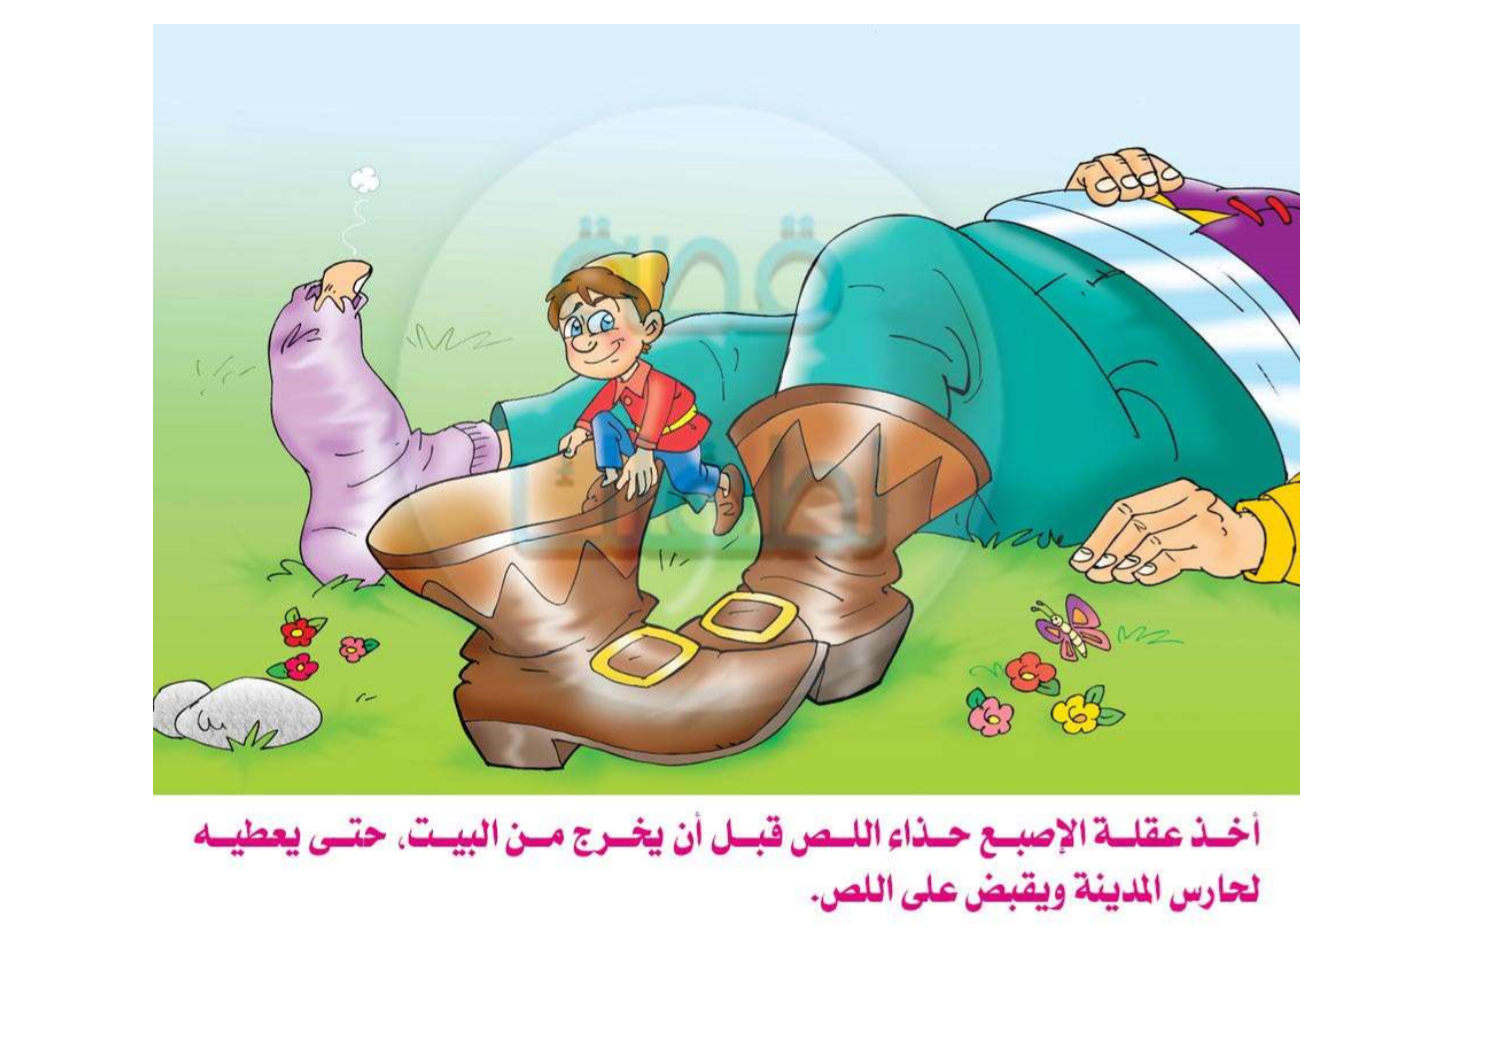 أخذ عقلة الإصبع حذاء اللص قبل أن يخرج من البيت، حتى يعطيه
لحارس المدينة ويقبض على اللص.